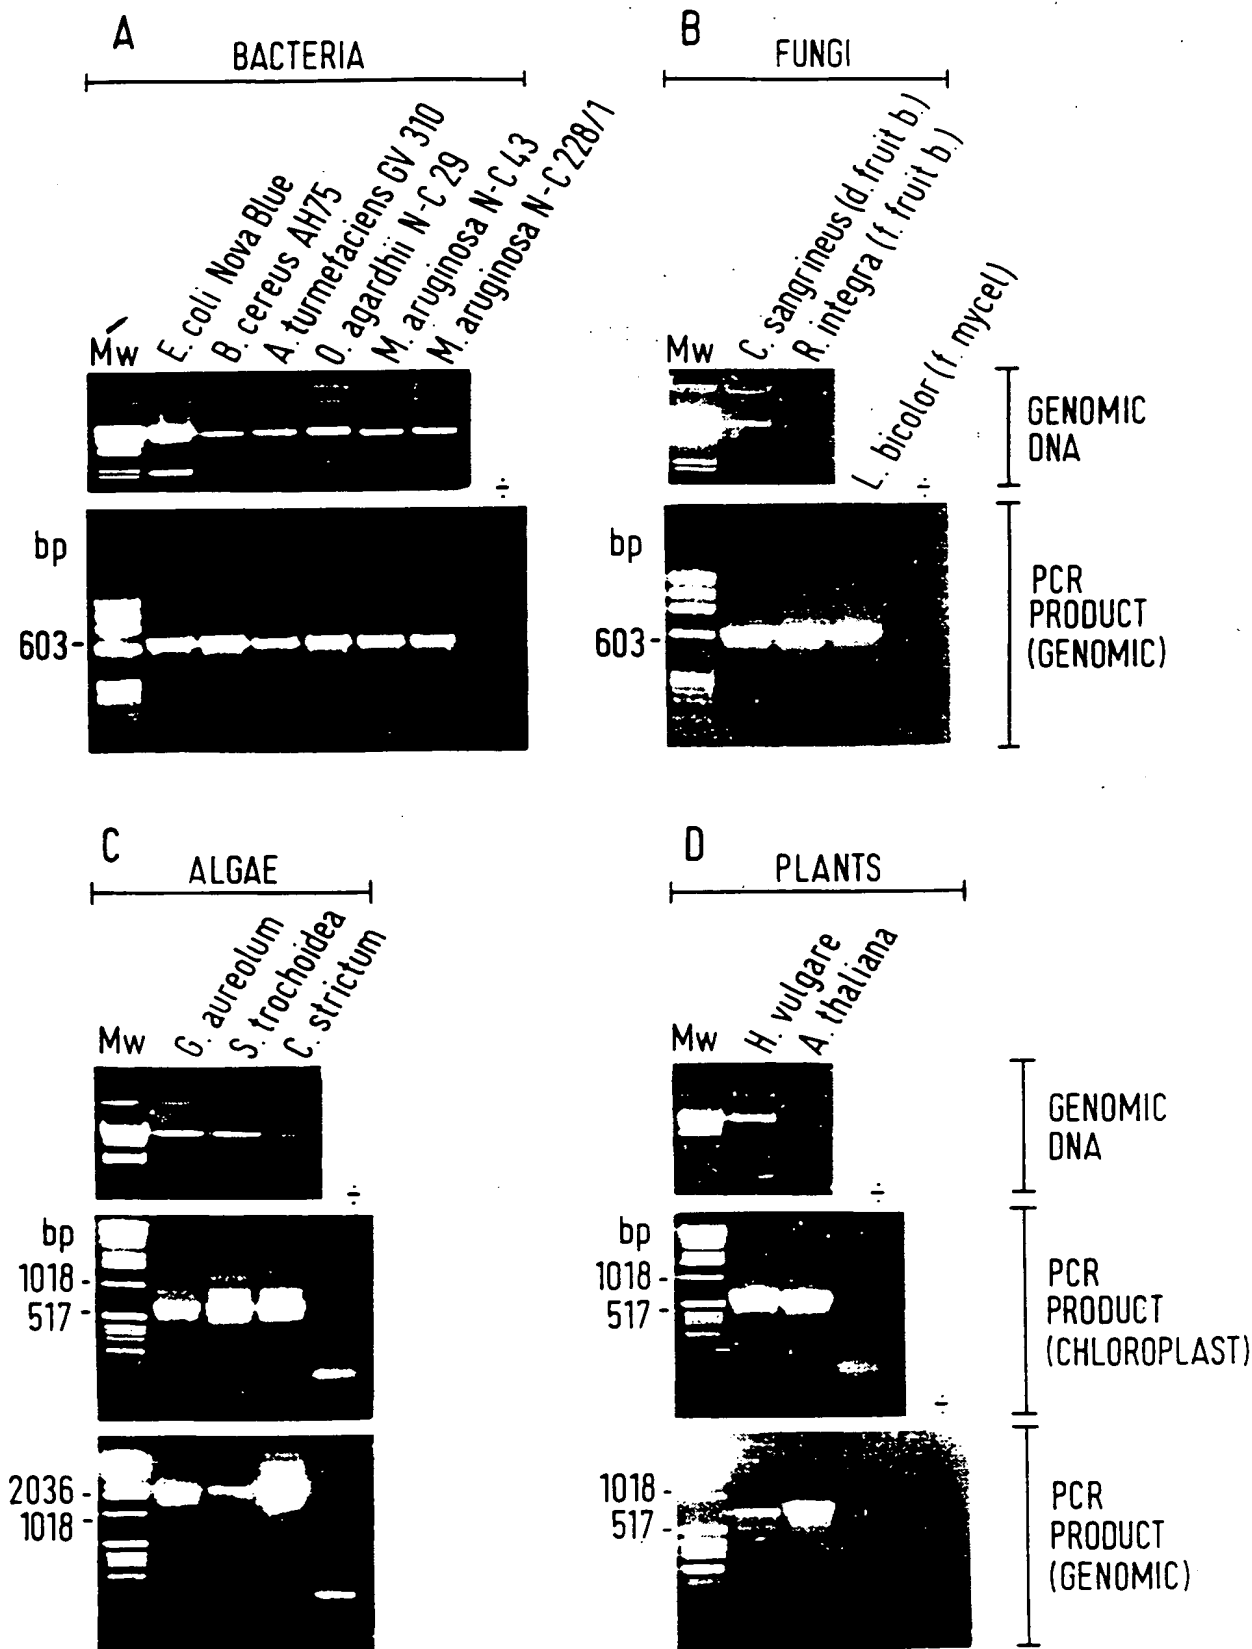 A
BACTERIA
Mw
E. coli Nova Blue
B. cereus AH75
A. turmefaciens GV 310
O. agardhii N-C 29
M. aruginosa N-C 43
M. aruginosa N-C 228/1
÷
bp
603-
B
FUNGI
Mw
C. sangrineus (d. fruit b.)
R. integra (f. fruit b.)
L. bicolor (f. mycel)
÷
bp
603-
GENOMIC
DNA
PCR
PRODUCT
(GENOMIC)
C
ALGAE
Mw
G. aureolum
S. trochoidea
C. strictum
÷
bp
1018-
517-
2036-
1018-
D
PLANTS
Mw
H. vulgare
A. thaliana
÷
bp
1018-
517-
÷
1018-
517-
GENOMIC
DNA
PCR
PRODUCT
(CHLOROPLAST)
PCR
PRODUCT
(GENOMIC)